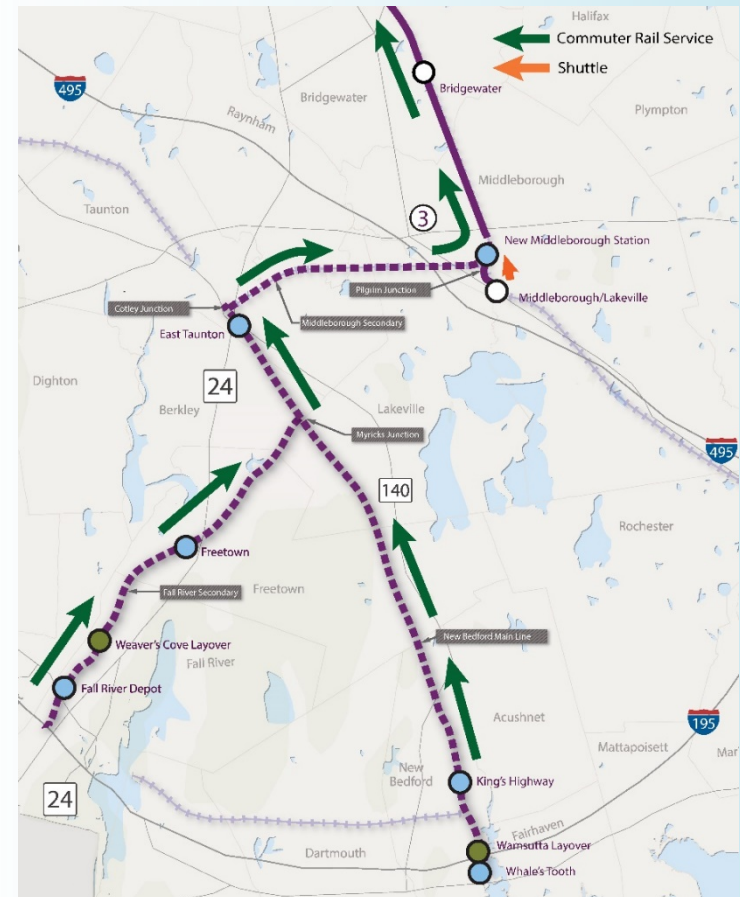 Halifax
Commuter Rail Service
Shuttle
495
Bridgewater
Bridgewater
Raynham
Plympton
Taunton
Middleborough
3
New Middleborough Station
Pilgrim Junction
Middleborough/Lakeville
Cotley Junction
Middleborough Secondary
East Taunton
Dighton
24
Berkley
Lakeville
Myricks Junction
495
140
Rochester
Freetown
Fall River Secondary
Freetown
New Bedford Main Line
Weaver's Cove Layover
Fall River
Fall River Depot
Acushnet
195
Mattapoisett
Mar
New
Bedford
King's Highway
24
Fairhaven
Wamsutta Layover
Dartmouth
Whale's Tooth